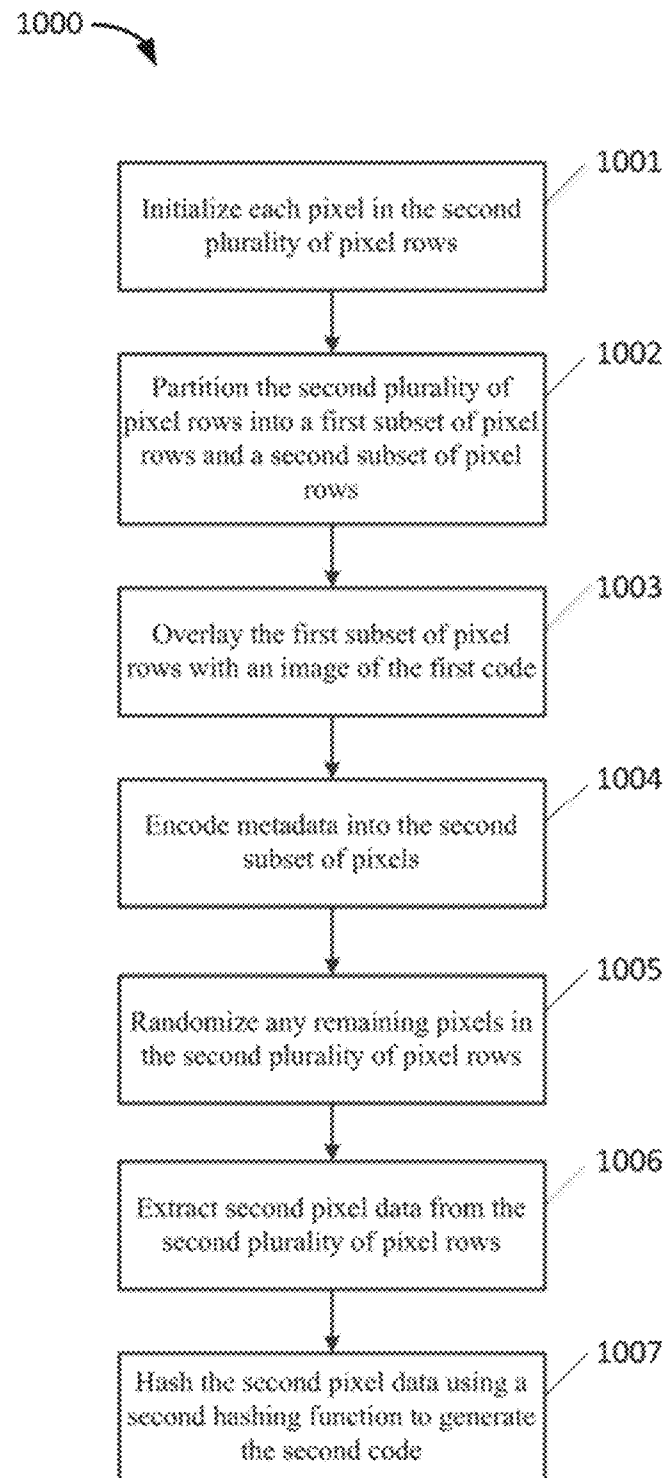 1000
1001
Initialize each pixel in the second
plurality of pixel rows
1002
Partition the second plurality of
pixel rows into a first subset of pixel
rows and a second subset of pixel
rows
1003
Overlay the first subset of pixel
rows with an image of the first code
1004
Encode metadata into the second
subset of pixels
1005
Randomize any remaining pixels in
the second plurality of pixel rows
1006
Extract second pixel data from the
second plurality of pixel rows
1007
Hash the second pixel data using a
second hashing function to generate
the second code